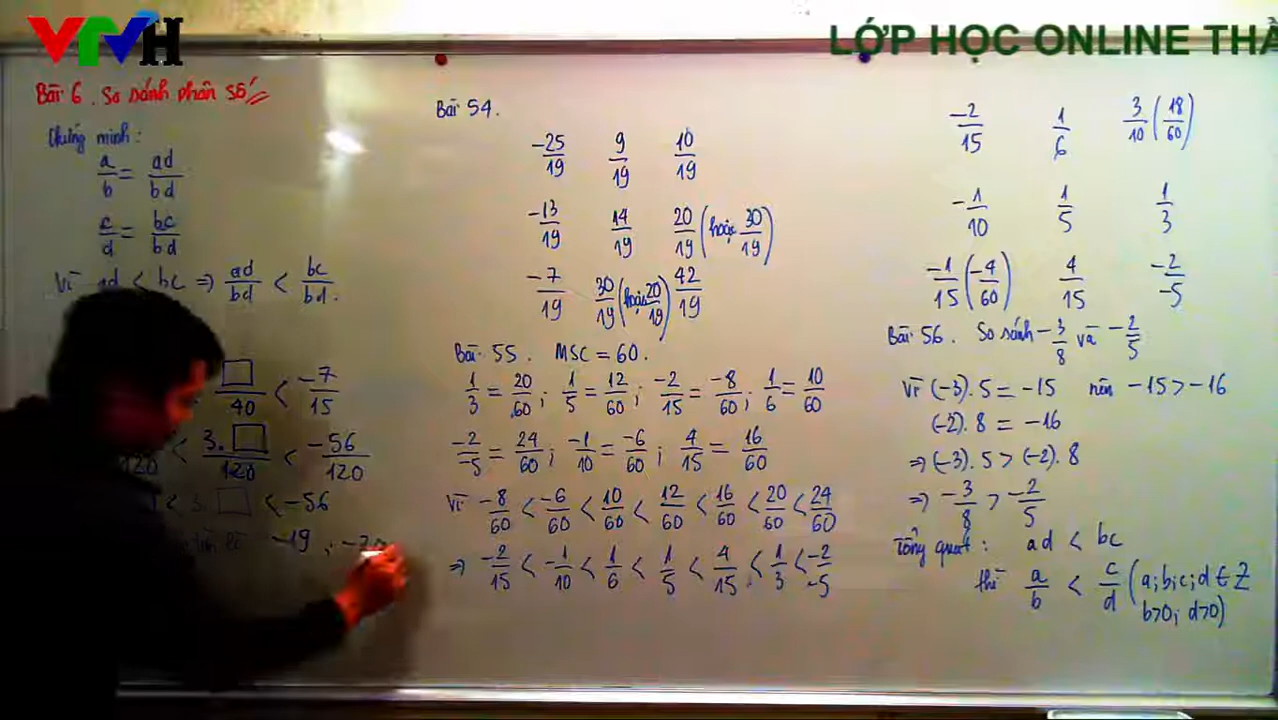 VTVH
LỚP HỌC ONLINE THẢ
Bài 6. So sánh phân số
Chứng minh:
a/b = ad/bd
c/d = bc/bd
Vì ad < bc ⇒ ad/bd < bc/bd.
□/40 < -7/15
< 3.□/120 < -56/120
< 3.□ < -56
-19 ; -20
Bài 54.
-25/19 9/19 10/19
-13/19 14/19 20/19 (hoặc 30/19)
-7/19 30/19 (hoặc 20/19) 42/19
Bài 55. MSC = 60.
1/3 = 20/60; 1/5 = 12/60; -2/15 = -8/60; 1/6 = 10/60
-2/-5 = 24/60; -1/10 = -6/60; 4/15 = 16/60
Vì -8/60 < -6/60 < 10/60 < 12/60 < 16/60 < 20/60 < 24/60
⇒ -2/15 < -1/10 < 1/6 < 1/5 < 4/15 < 1/3 < -2/-5
-2/15 1/6 3/10 (18/60)
-1/10 1/5 1/3
-1/15 (-4/60) 4/15 -2/-5
Bài 56. So sánh -3/8 và -2/5
Vì (-3).5 = -15 nên -15 > -16
(-2).8 = -16
⇒ (-3).5 > (-2).8
⇒ -3/8 > -2/5
Tổng quát: ad < bc
thì a/b < c/d (a;b;c;d ∈ Z
b>0; d>0)